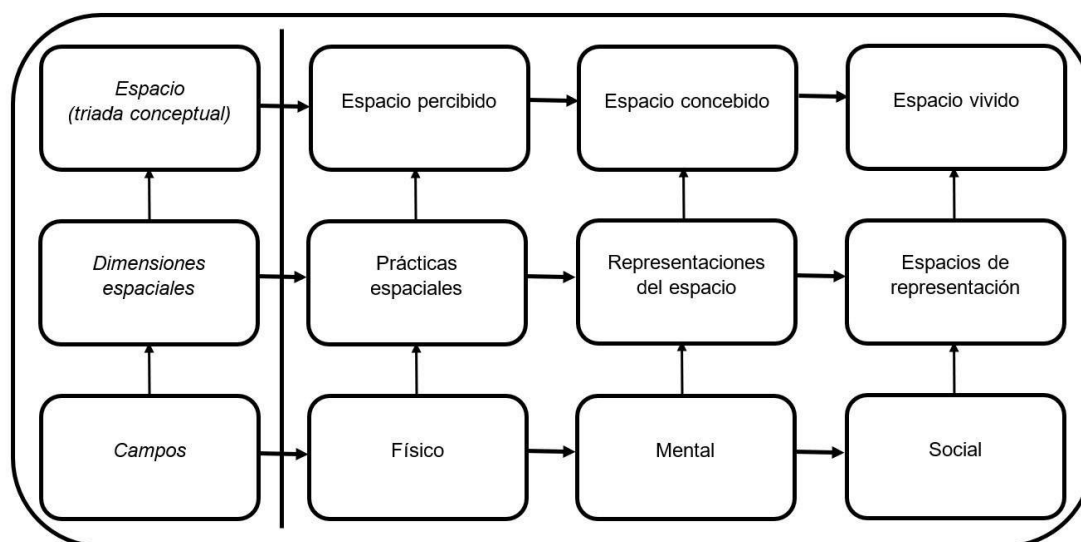 Espacio
(triada conceptual)
Espacio percibido
Espacio concebido
Espacio vivido
Dimensiones
espaciales
Prácticas
espaciales
Representaciones
del espacio
Espacios de
representación
Campos
Físico
Mental
Social